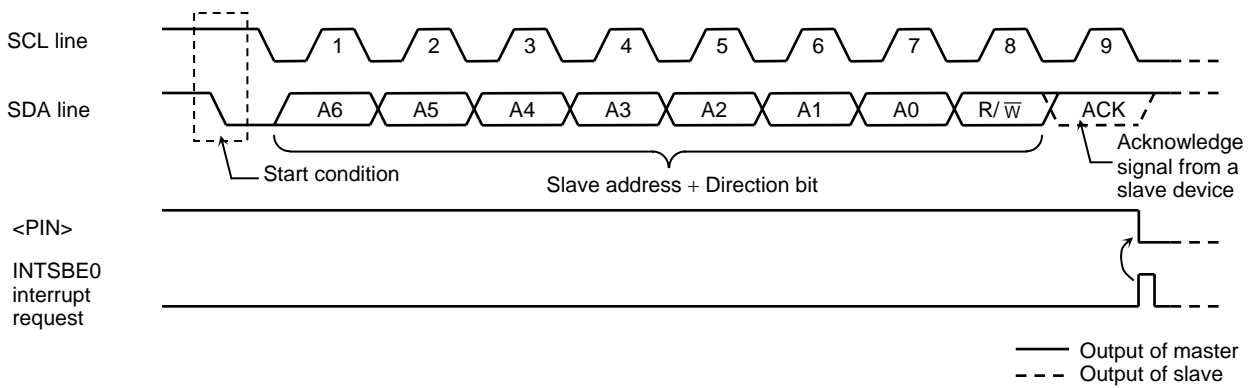 SCL line
1 2 3 4 5 6 7 8 9
SDA line
A6 A5 A4 A3 A2 A1 A0 R/W̅ ACK
Start condition
Slave address + Direction bit
Acknowledge
signal from a
slave device
<PIN>
INTSBE0
interrupt
request
Output of master
Output of slave